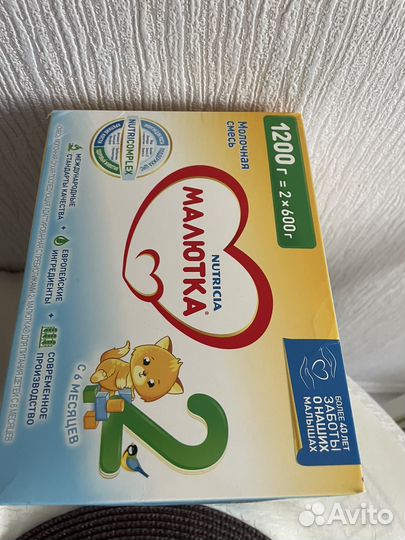 1200 г = 2 × 600 г
Молочная
смесь
NUTRICOMPLEX
NUTRICIA
МАЛЮТКА®
МЕЖДУНАРОДНЫЕ
СТАНДАРТЫ КАЧЕСТВА
+
ЕВРОПЕЙСКИЕ
ИНГРЕДИЕНТЫ
+
СОВРЕМЕННОЕ
ПРОИЗВОДСТВО
БОЛЕЕ 40 ЛЕТ
ЗАБОТЫ
О НАШИХ
МАЛЫШАХ
С 6 МЕСЯЦЕВ
2
Avito